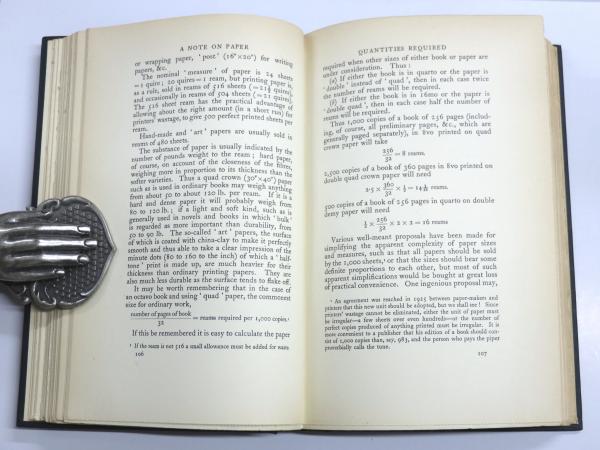 A NOTE ON PAPER
or wrapping paper, 'post' (16"×20") for writing
papers, &c.
The nominal 'measure' of paper is 24 sheets
= 1 quire; 20 quires = 1 ream, but printing paper is,
as a rule, sold in reams of 516 sheets (= 21½ quires),
and occasionally in reams of 504 sheets (= 21 quires).
The 516 sheet ream has the practical advantage of
allowing about the right amount (in a short run) for
printers' wastage, to give 500 perfect printed sheets per
ream.
Hand-made and 'art' papers are usually sold in
reams of 480 sheets.
The substance of paper is usually indicated by the
number of pounds weight to the ream; hard paper,
of course, on account of the closeness of the fibres,
weighing more in proportion to its thickness than the
softer varieties. Thus a quad crown (30"×40") paper
such as is used in ordinary books may weigh anything
from about 50 to about 120 lb. per ream. If it is a
hard and dense paper it will probably weigh from
80 to 120 lb.; if a light and soft kind, such as is
generally used in novels and books in which 'bulk'
is regarded as more important than durability, from
50 to 90 lb. The so-called 'art' papers, the surface
of which is coated with china-clay to make it perfectly
smooth and thus able to take a clear impression of the
minute dots (80 to 160 to the inch) of which a 'half-
tone' print is made up, are much heavier for their
thickness than ordinary printing papers. They are
also much less durable as the surface tends to flake off.
It may be worth remembering that in the case of
an octavo book and using 'quad' paper, the commonest
size for ordinary work,
number of pages of book
32 = reams required per 1,000 copies.¹
If this be remembered it is easy to calculate the paper
¹ If the ream is not 516 a small allowance must be added for waste.
106
QUANTITIES REQUIRED
required when other sizes of either book or paper are
under consideration. Thus:
(a) If either the book is in quarto or the paper is
'double' instead of 'quad', then in each case twice
the number of reams will be required.
(b) If either the book is in 16mo or the paper is
'double quad', then in each case half the number of
reams will be required.
Thus 1,000 copies of a book of 256 pages (includ-
ing, of course, all preliminary pages, &c., which are
generally paged separately), in 8vo printed on quad
crown paper will take
256
32 = 8 reams.
2,500 copies of a book of 360 pages in 8vo printed on
double quad crown paper will need
2·5 × 360/32 × ½ = 14 1/16 reams.
500 copies of a book of 256 pages in quarto on double
demy paper will need
½ × 256/32 × 2 × 2 = 16 reams
Various well-meant proposals have been made for
simplifying the apparent complexity of paper sizes
and measures, such as that all papers should be sold
by the 1,000 sheets,¹ or that the sizes should bear some
definite proportions to each other, but most of such
apparent simplifications would be bought at great loss
of practical convenience. One ingenious proposal may,
¹ An agreement was reached in 1925 between paper-makers and
printers that this new unit should be adopted, but we shall see! Since
printers' wastage cannot be eliminated, either the unit of paper must
be irregular—a few sheets over even hundreds—or the number of
perfect copies produced of anything printed must be irregular. It is
more convenient to a publisher that his edition of a book should con-
sist of 1,000 copies than, say, 983, and the person who pays the piper
proverbially calls the tune.
107